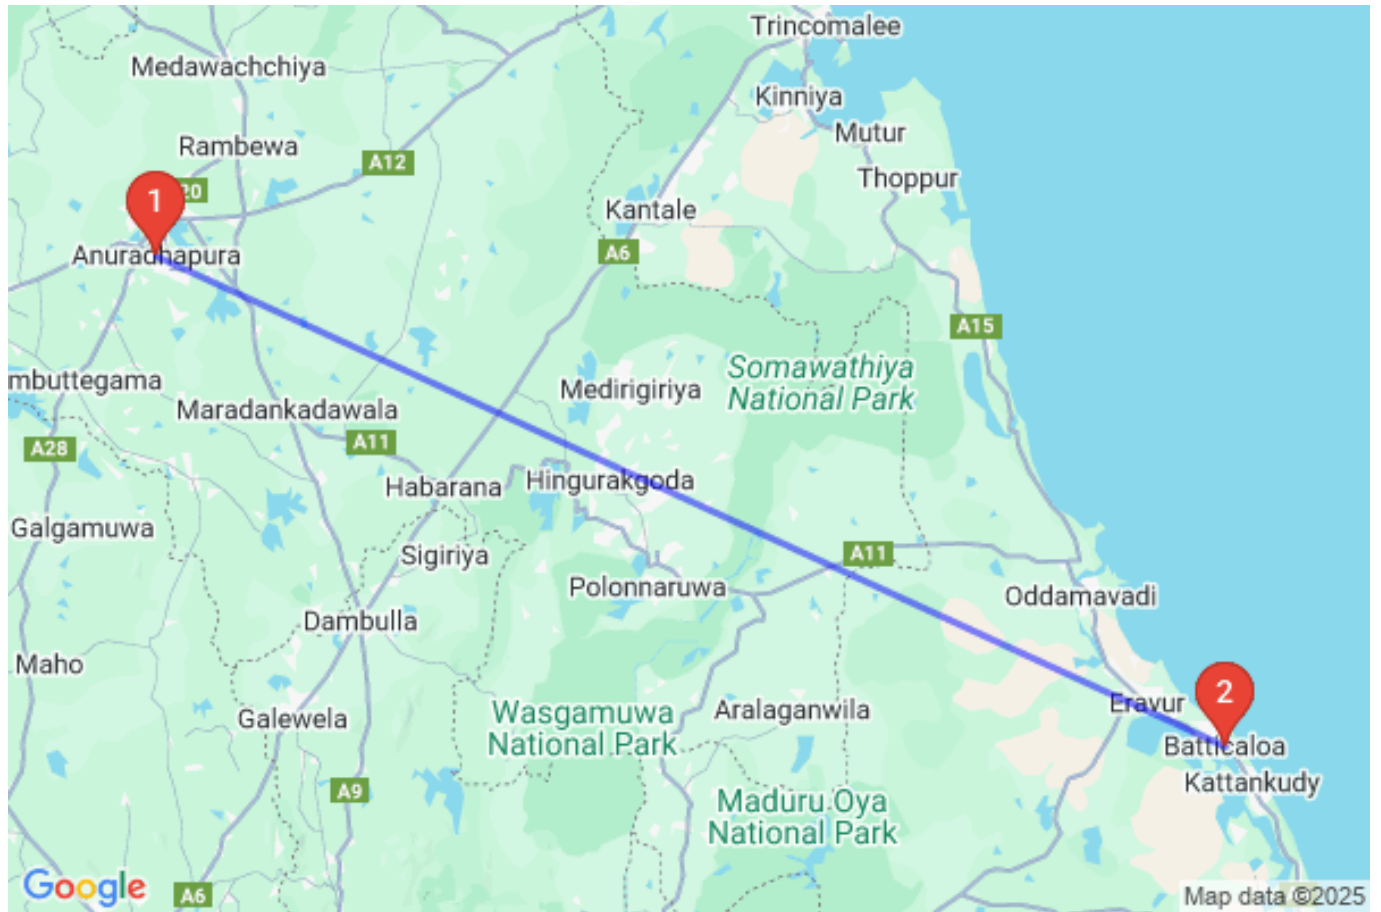 Trincomalee
Medawachchiya
Kinniya
Mutur
Rambewa
A12
Thoppur
20
1
Kantale
Anuradhapura
A6
A15
Somawathiya
National Park
mbuttegama
Medirigiriya
Maradankadawala
A28
A11
Habarana
Hingurakgoda
Galgamuwa
Sigiriya
A11
Polonnaruwa
Oddamavadi
Dambulla
Maho
2
Eravur
Galewela
Wasgamuwa
National Park
Aralaganwila
Batticaloa
Kattankudy
A9
Maduru Oya
National Park
Google
A6
Map data ©2025